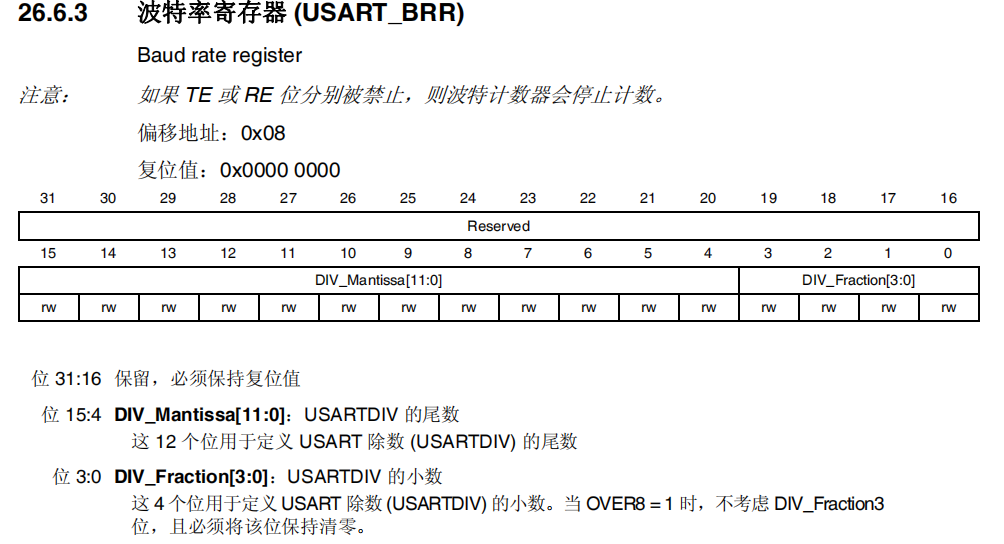 26.6.3 波特率寄存器 (USART_BRR)
Baud rate register
注意： 如果 TE 或 RE 位分别被禁止，则波特计数器会停止计数。
偏移地址：0x08
复位值：0x0000 0000
31 30 29 28 27 26 25 24 23 22 21 20 19 18 17 16
Reserved
15 14 13 12 11 10 9 8 7 6 5 4 3 2 1 0
DIV_Mantissa[11:0] DIV_Fraction[3:0]
rw rw rw rw rw rw rw rw rw rw rw rw rw rw rw rw
位 31:16 保留，必须保持复位值
位 15:4 DIV_Mantissa[11:0]：USARTDIV 的尾数
这 12 个位用于定义 USART 除数 (USARTDIV) 的尾数
位 3:0 DIV_Fraction[3:0]：USARTDIV 的小数
这 4 个位用于定义 USART 除数 (USARTDIV) 的小数。当 OVER8 = 1 时，不考虑 DIV_Fraction3
位，且必须将该位保持清零。